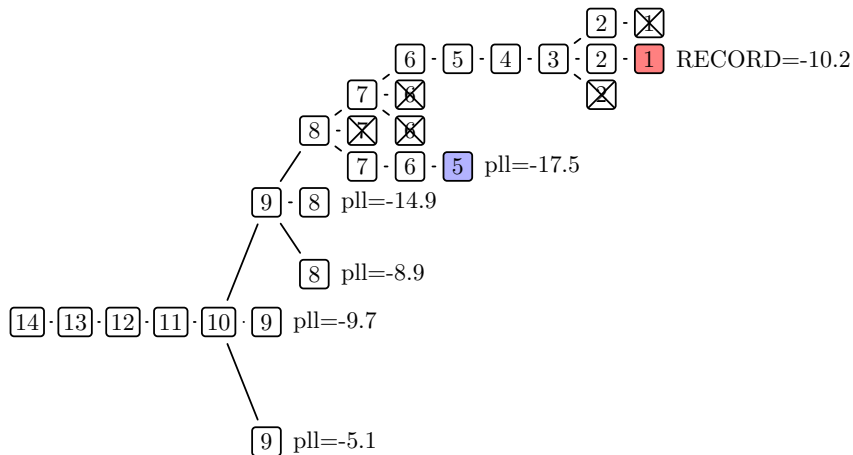 2 1
6 5 4 3 2 1 RECORD=-10.2
7 6 2
8 7 6
7 6 5 pll=-17.5
9 8 pll=-14.9
8 pll=-8.9
14 13 12 11 10 9 pll=-9.7
9 pll=-5.1